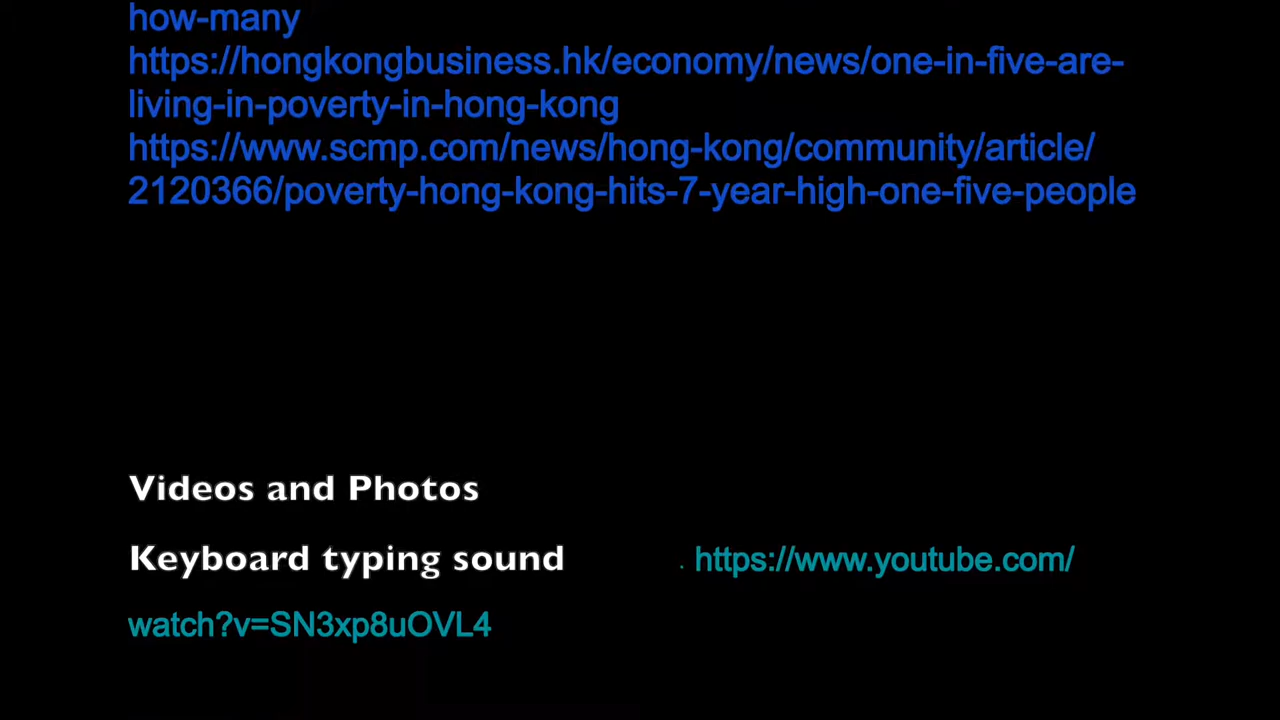 how-many
https://hongkongbusiness.hk/economy/news/one-in-five-are-
living-in-poverty-in-hong-kong
https://www.scmp.com/news/hong-kong/community/article/
2120366/poverty-hong-kong-hits-7-year-high-one-five-people
Videos and Photos
Keyboard typing sound . https://www.youtube.com/
watch?v=SN3xp8uOVL4